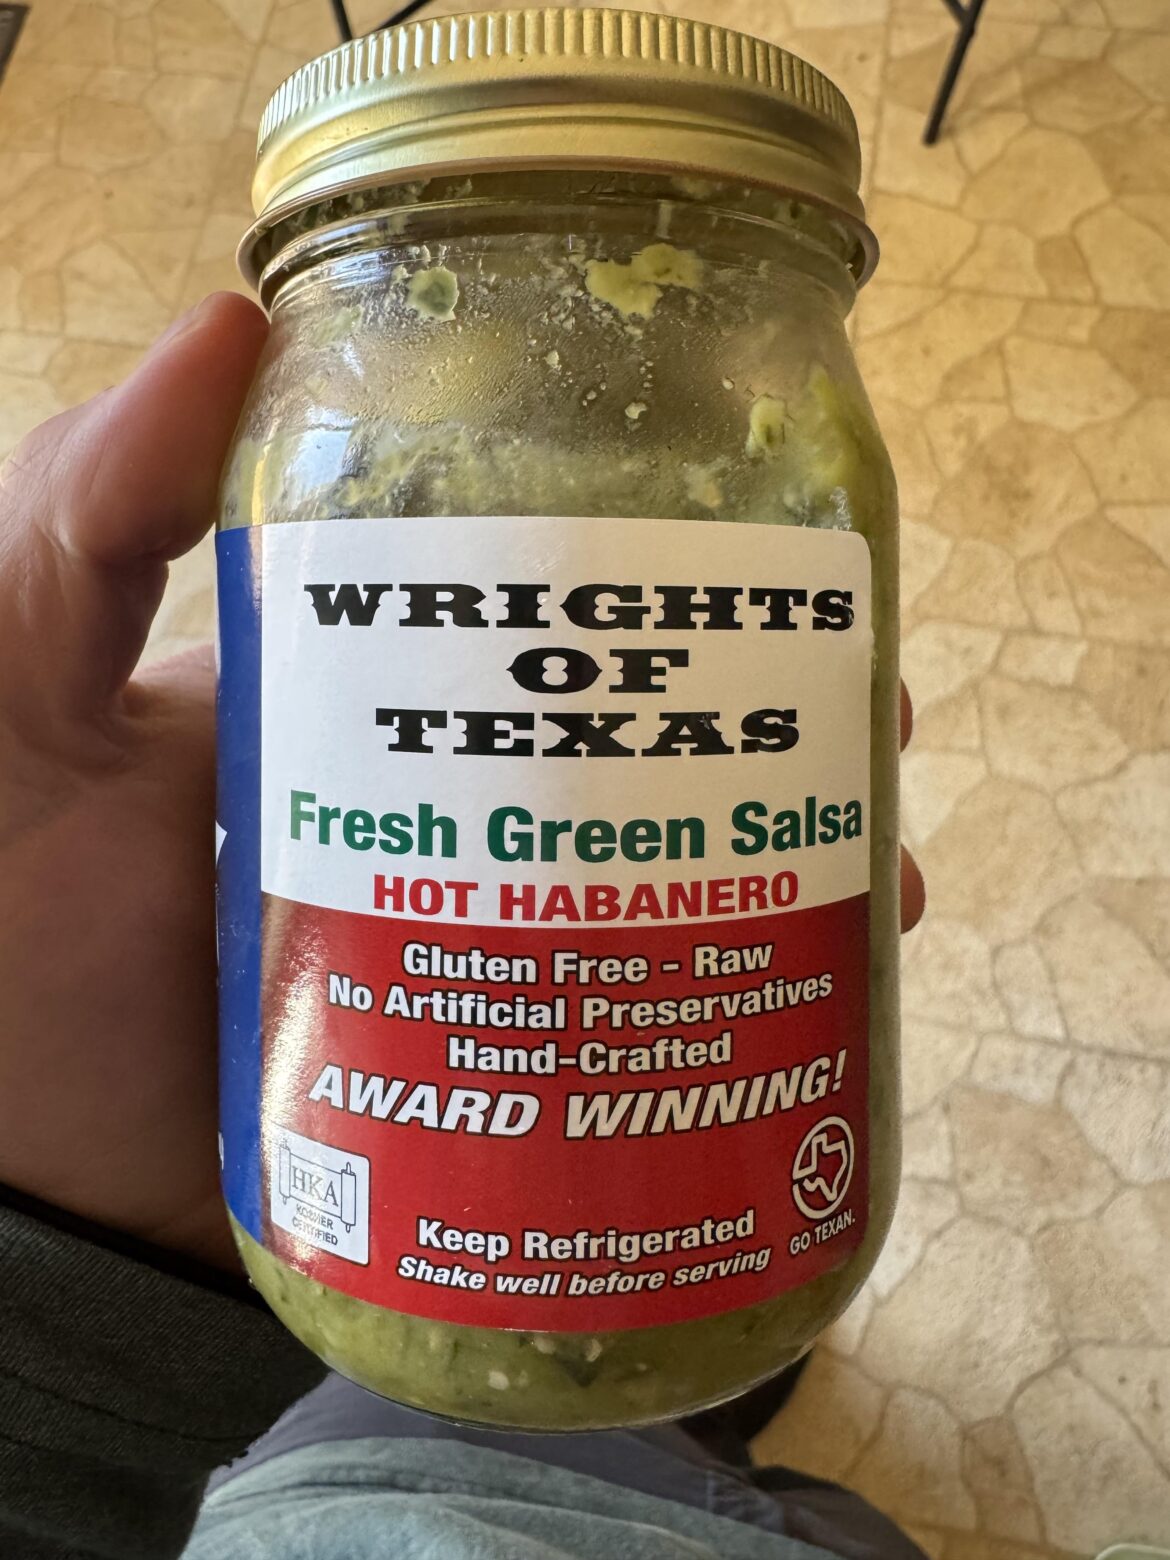 WRIGHTS
OF
TEXAS
Fresh Green Salsa
HOT HABANERO
Gluten Free - Raw
No Artificial Preservatives
Hand-Crafted
AWARD WINNING!
HKA
KOSHER
CERTIFIED
Keep Refrigerated
Shake well before serving
GO TEXAN.